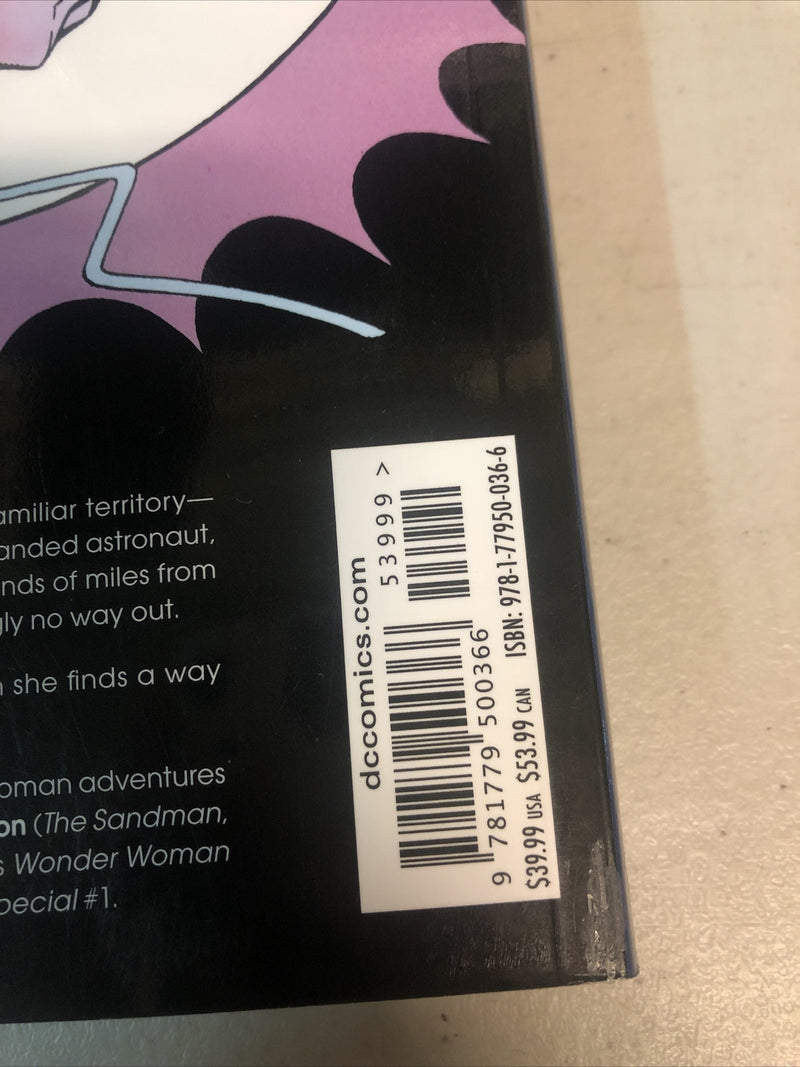 amiliar territory—
anded astronaut,
nds of miles from
ly no way out.
she finds a way
oman adventures
on (The Sandman,
s Wonder Woman
pecial #1.
dccomics.com
53999 >
9 781779 500366
$39.99 USA $53.99 CAN ISBN: 978-1-77950-036-6